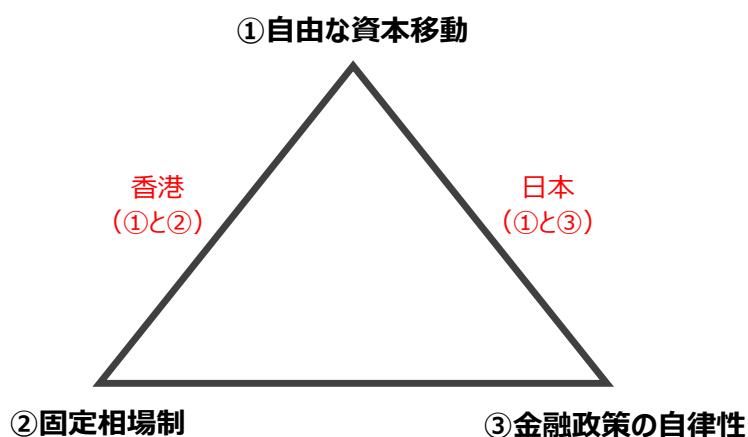 ①自由な資本移動
香港
（①と②）
日本
（①と③）
②固定相場制
③金融政策の自律性